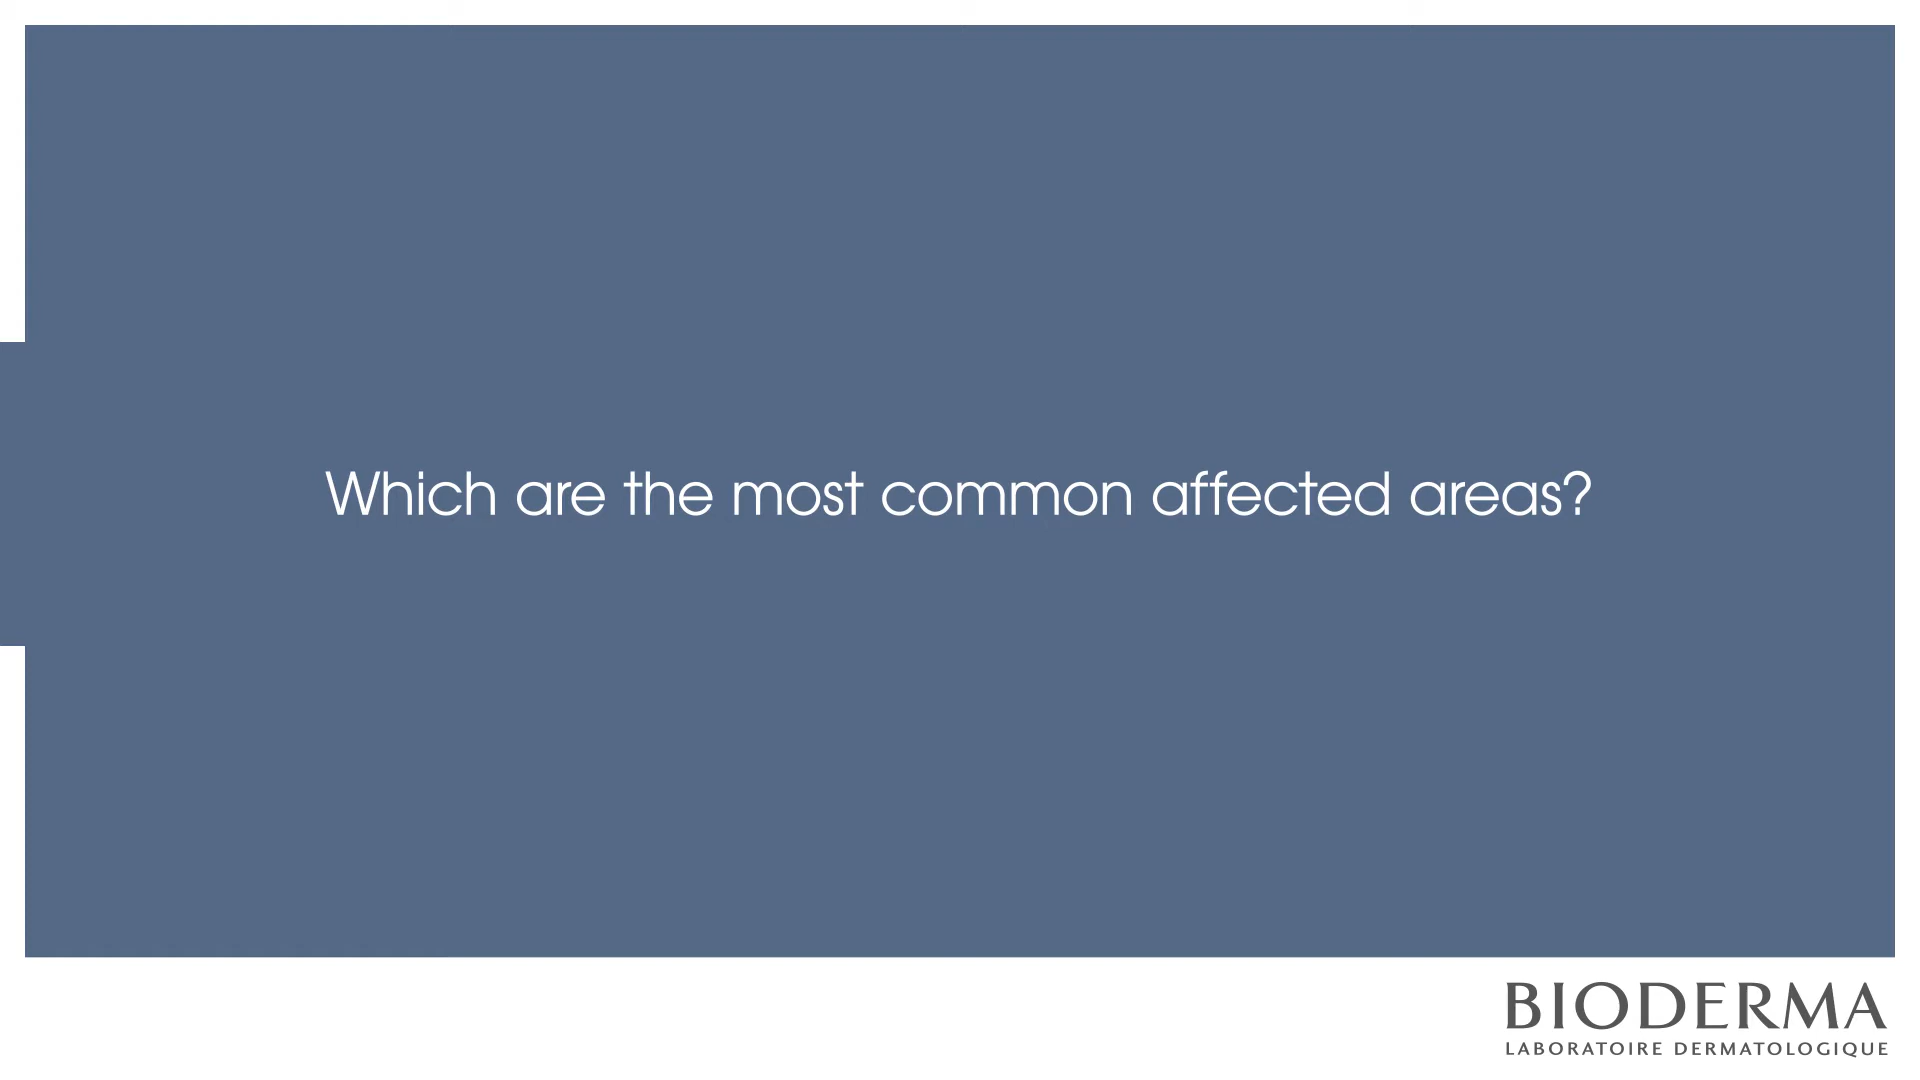 Which are the most common affected areas?
BIODERMA
LABORATOIRE DERMATOLOGIQUE